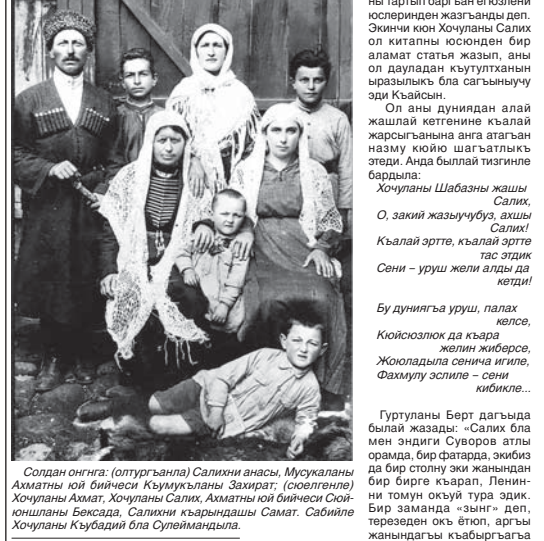 Солдан онгнга: (олтургъанла) Салихни анасы, Мусукаланы
Ахматны юй бийчеси Къумукъланы Захират; (сюелгенле)
Хочуланы Ахмат, Хочуланы Салих, Ахматны юй бийчеси Сюй-
юншланы Бексада, Салихни къарындашы Самат. Сабийле
Хочуланы Къубадий бла Сулеймандыла.
ны тартып баргъан егюзлени
юслеринден жазгъанды деп.
Экинчи кюн Хочуланы Салих
ол китапны юсюнден бир
аламат статья жазып, аны
ол дауладан къутултханын
ыразылыкъ бла сагъыныучу
эди Къайсын.
Ол аны дуниядан алай
жашлай кетгенине къалай
жарсыгъанына анга атагъан
назму кюйю шагъатлыкъ
этеди. Анда быллай тизгинле
бардыла:
Хочуланы Шабазны жашы
Салих,
О, закий жазыучубуз, ахшы
Салих!
Къалай эртте, къалай эртте
тас этдик
Сени – уруш жели алды да
кетди!
Бу дуниягъа уруш, палах
келсе,
Кюйсюзлюк да къара
желин жиберсе,
Жоюладыла сенича игиле,
Фахмулу эслиле – сени
кибикле...
Гуртуланы Берт дагъыда
былай жазады: «Салих бла
мен эндиги Суворов атлы
орамда, бир фатарда, экибиз
да бир столну эки жанындан
бир бирге къарап, Ленин-
ни томун окъуй тура эдик.
Бир заманда «зынг» деп,
терезеден окъ ётюп, аргъы
жанындагъы къабыргъагъа